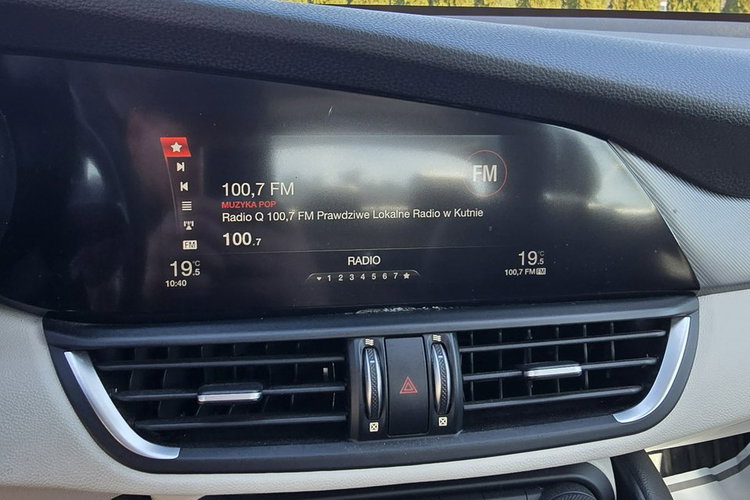 100,7 FM
FM
MUZYKA POP
Radio Q 100,7 FM Prawdziwe Lokalne Radio w Kutnie
100.7
FM
19.5°C
10:40
RADIO
1 2 3 4 5 6 7
19.5°C
100,7 FM FM